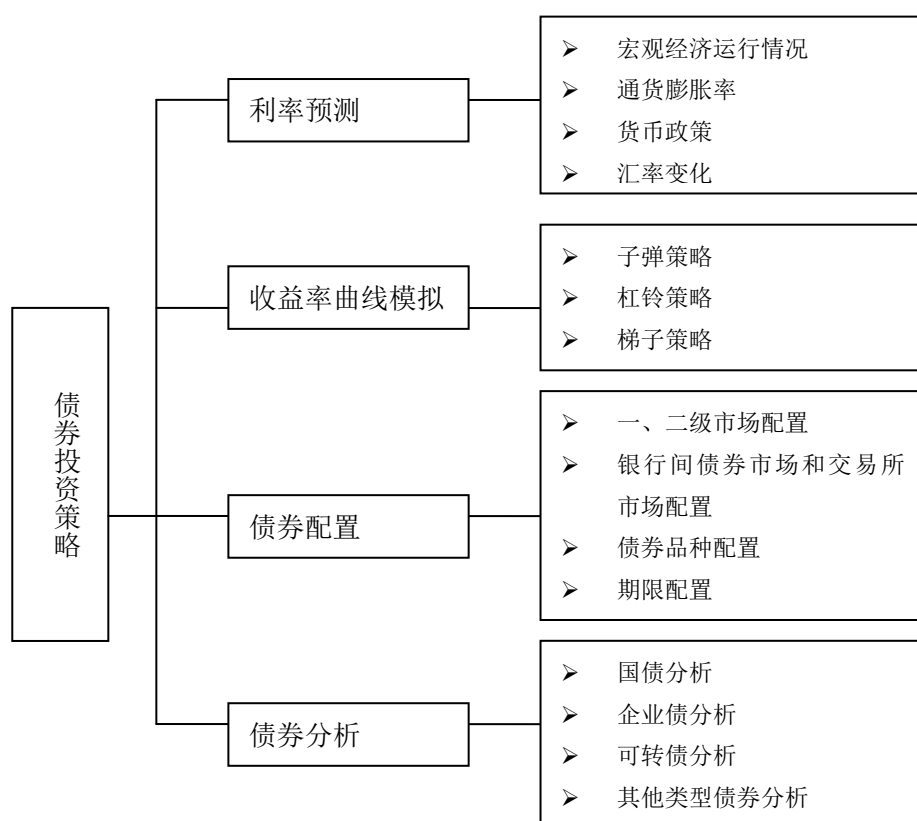 债券投资策略
利率预测
➢ 宏观经济运行情况
➢ 通货膨胀率
➢ 货币政策
➢ 汇率变化
收益率曲线模拟
➢ 子弹策略
➢ 杠铃策略
➢ 梯子策略
债券配置
➢ 一、二级市场配置
➢ 银行间债券市场和交易所
市场配置
➢ 债券品种配置
➢ 期限配置
债券分析
➢ 国债分析
➢ 企业债分析
➢ 可转债分析
➢ 其他类型债券分析